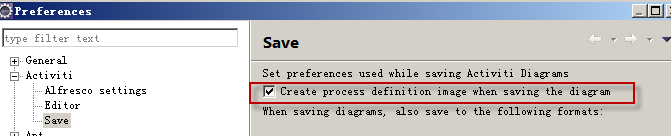 Preferences
type filter text
General
Activiti
Alfresco settings
Editor
Save
Save
Set preferences used while saving Activiti Diagrams
Create process definition image when saving the diagram
When saving diagrams, also save to the following formats: